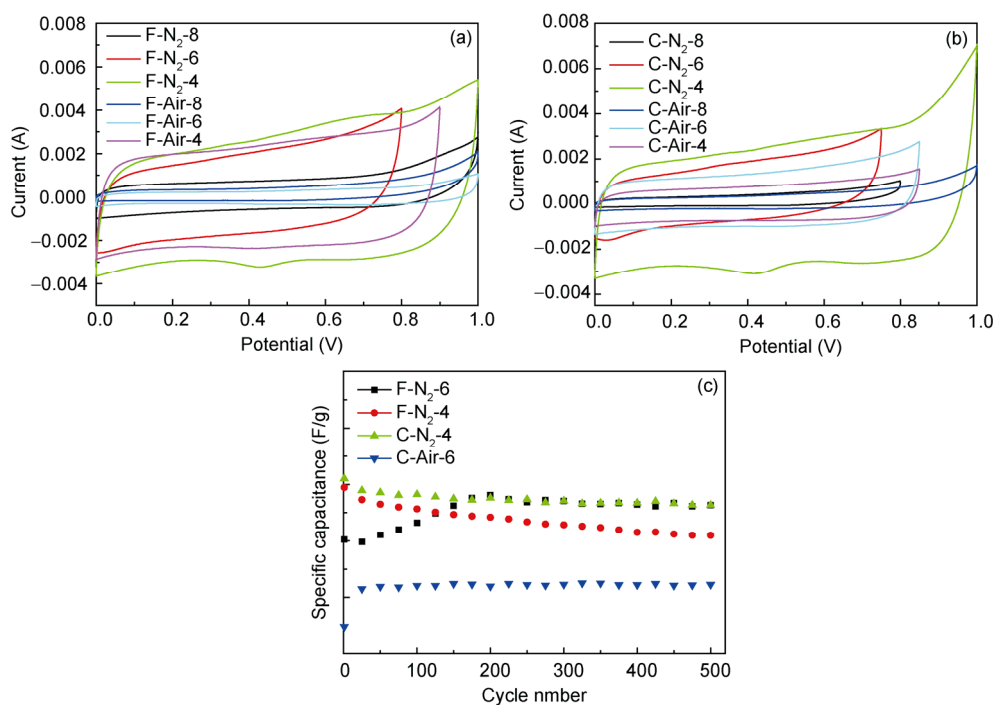 (a)
F-N₂-8
F-N₂-6
F-N₂-4
F-Air-8
F-Air-6
F-Air-4
0.008
0.006
0.004
0.002
0.000
−0.002
−0.004
Current (A)
0.0 0.2 0.4 0.6 0.8 1.0
Potential (V)
(b)
C-N₂-8
C-N₂-6
C-N₂-4
C-Air-8
C-Air-6
C-Air-4
0.008
0.006
0.004
0.002
0.000
−0.002
−0.004
Current (A)
0.0 0.2 0.4 0.6 0.8 1.0
Potential (V)
(c)
F-N₂-6
F-N₂-4
C-N₂-4
C-Air-6
Specific capacitance (F/g)
0 100 200 300 400 500
Cycle nmber